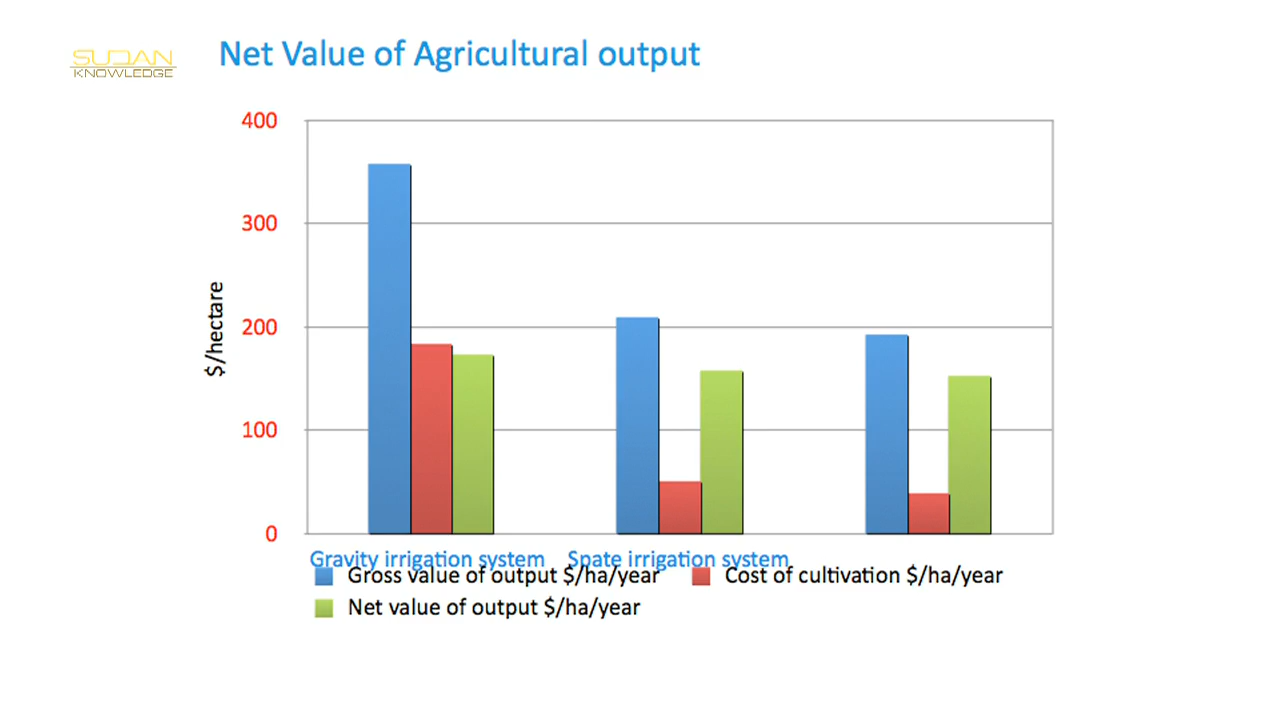 SUDAN
KNOWLEDGE
Net Value of Agricultural output
400
300
200
100
0
$/hectare
Gravity irrigation system Spate irrigation system
Gross value of output $/ha/year Cost of cultivation $/ha/year
Net value of output $/ha/year